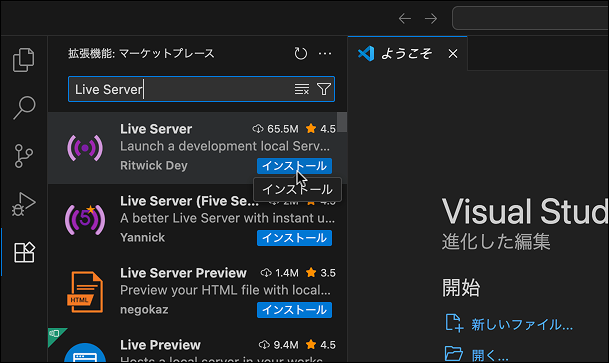 拡張機能: マーケットプレース
ようこそ
Live Server
Live Server 65.5M 4.5
Launch a development local Serv...
Ritwick Dey インストール
インストール
Live Server (Five Se... 2M 4.5
A better Live Server with instant u...
Yannick インストール
Live Server Preview 1.4M 3.5
Preview your HTML file with local...
negokaz インストール
Live Preview 9.4M 4.5
Hosts a local server in your works
Visual Stud
進化した編集
開始
新しいファイル...
開く...